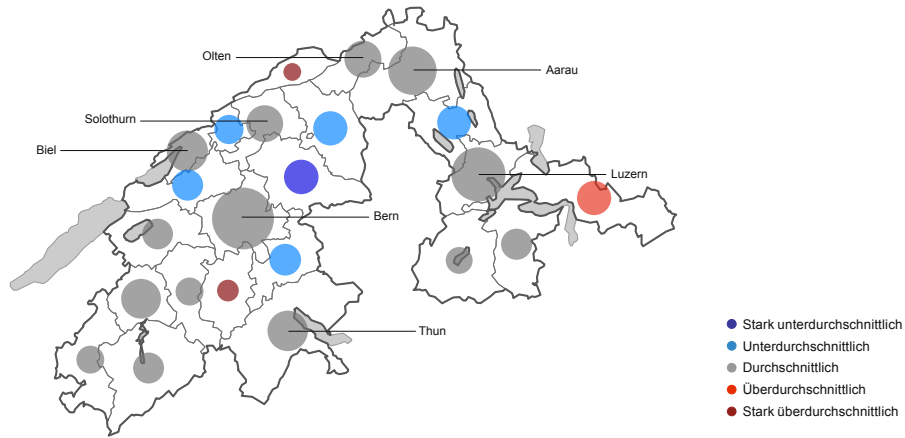 Olten
Aarau
Solothurn
Biel
Luzern
Bern
Thun
Stark unterdurchschnittlich
Unterdurchschnittlich
Durchschnittlich
Überdurchschnittlich
Stark überdurchschnittlich